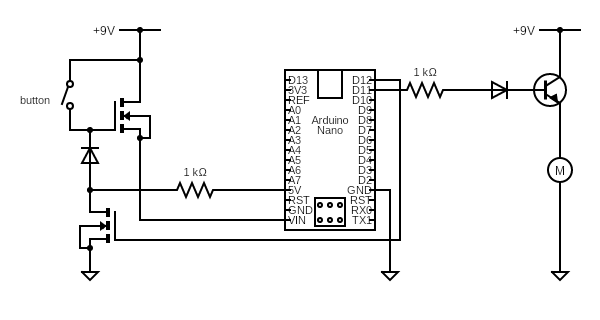 +9V
+9V
1 kΩ
button
D13
3V3
REF
A0
A1
A2
A3
A4
A5
A6
A7
5V
RST
GND
VIN
Arduino
Nano
D12
D11
D10
D9
D8
D7
D6
D5
D4
D3
D2
GND
RST
RX0
TX1
1 kΩ
M